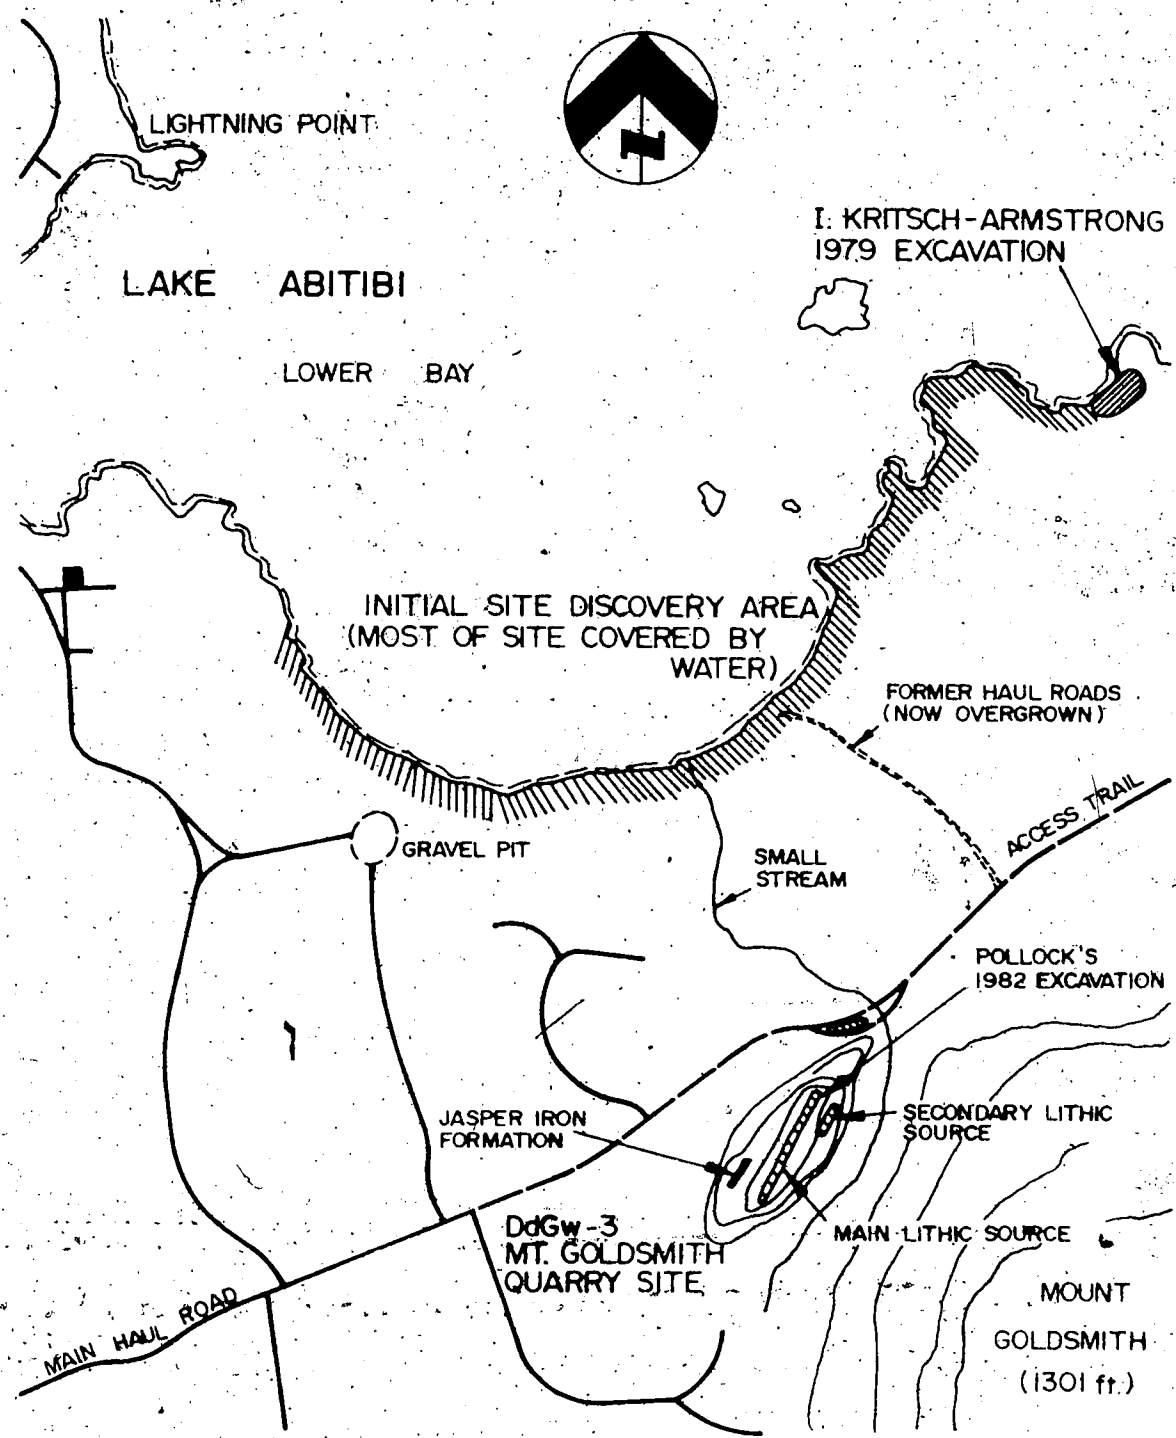 LIGHTNING POINT
N
I. KRITSCH-ARMSTRONG
1979 EXCAVATION
LAKE ABITIBI
LOWER BAY
INITIAL SITE DISCOVERY AREA
(MOST OF SITE COVERED BY
WATER)
FORMER HAUL ROADS
(NOW OVERGROWN)
ACCESS TRAIL
GRAVEL PIT
SMALL
STREAM
POLLOCK'S
1982 EXCAVATION
JASPER IRON
FORMATION
SECONDARY LITHIC
SOURCE
DdGw-3
MT. GOLDSMITH
QUARRY SITE
MAIN LITHIC SOURCE
MOUNT
GOLDSMITH
(1301 ft.)
MAIN HAUL ROAD